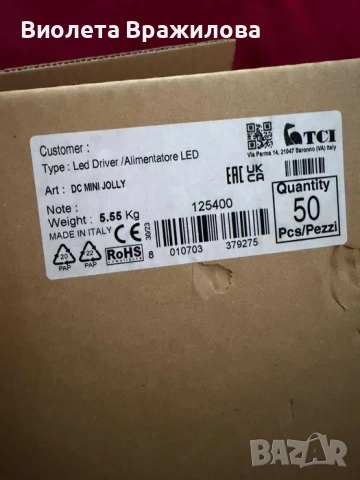 Виолета Вражилова
Customer :
Type : Led Driver /Alimentatore LED
Art : DC MINI JOLLY
Note :
Weight : 5.55 Kg
MADE IN ITALY CE
20
PAP
22
PAP
RoHS
COMPLIANT
30/23
125400
8 010703 379275
TCI
Via Parma 14, 21047 Saronno (VA) Italy
EAC UK
CA
Quantity
50
Pcs/Pezzi
BAZAR